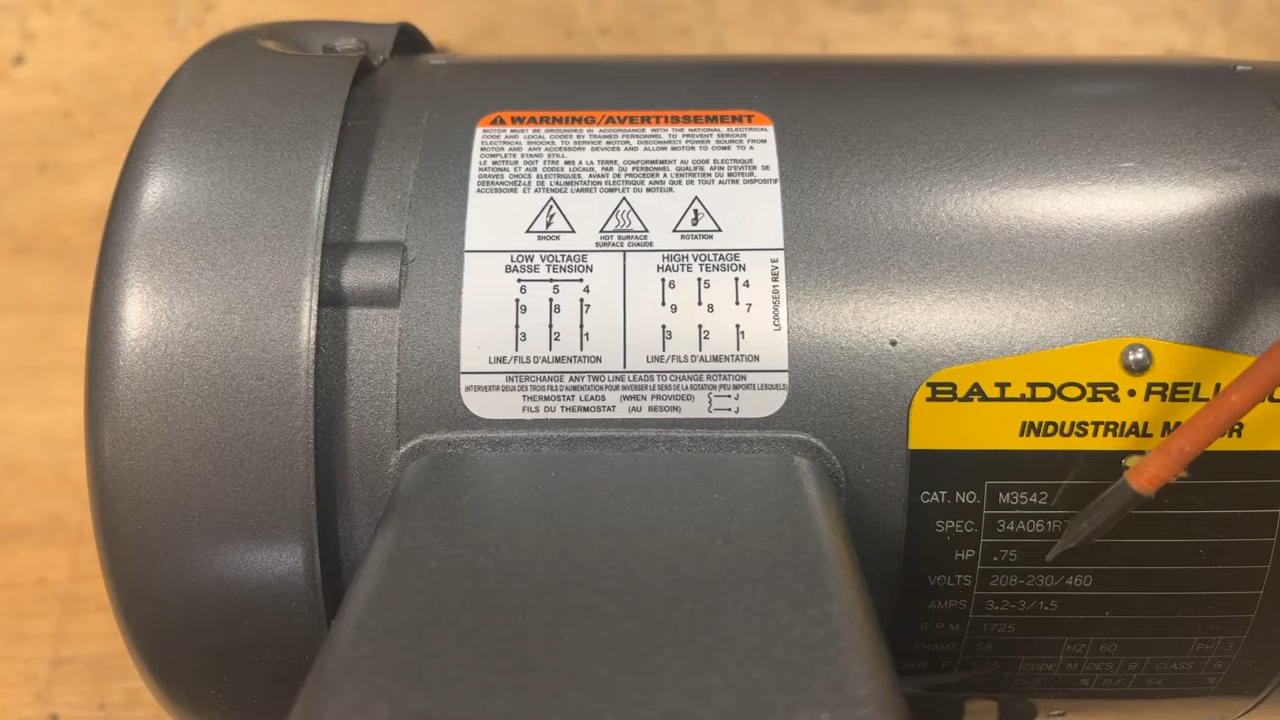 WARNING/AVERTISSEMENT
MOTOR MUST BE GROUNDED IN ACCORDANCE WITH THE NATIONAL ELECTRICAL
CODE AND LOCAL CODES BY TRAINED PERSONNEL TO PREVENT SERIOUS
ELECTRICAL SHOCKS. TO SERVICE MOTOR, DISCONNECT POWER SOURCE FROM
MOTOR AND ANY ACCESSORY DEVICES AND ALLOW MOTOR TO COME TO A
COMPLETE STAND STILL.
LE MOTEUR DOIT ETRE MIS A LA TERRE, CONFORMEMENT AU CODE ELECTRIQUE
NATIONAL ET AUX CODES LOCAUX, PAR DU PERSONNEL QUALIFIE AFIN D'EVITER DE
GRAVES CHOCS ELECTRIQUES. AVANT DE PROCEDER A L'ENTRETIEN DU MOTEUR,
DEBRANCHEZ-LE DE L'ALIMENTATION ELECTRIQUE AINSI QUE DE TOUT AUTRE DISPOSITIF
ACCESSOIRE ET ATTENDEZ L'ARRET COMPLET DU MOTEUR.
SHOCK HOT SURFACE ROTATION
SURFACE CHAUDE
LOW VOLTAGE
BASSE TENSION
6 5 4
9 8 7
3 2 1
LINE/FILS D'ALIMENTATION
HIGH VOLTAGE
HAUTE TENSION
6 5 4
9 8 7
3 2 1
LINE/FILS D'ALIMENTATION
LC0005E01 REV E
INTERCHANGE ANY TWO LINE LEADS TO CHANGE ROTATION
INTERVERTIR DEUX DES TROIS FILS D'ALIMENTATION POUR INVERSER LE SENS DE LA ROTATION (PEU IMPORTE LESQUELS)
THERMOSTAT LEADS (WHEN PROVIDED) J
FILS DU THERMOSTAT (AU BESOIN) J
BALDOR • REL
INDUSTRIAL M R
CAT. NO. M3542
SPEC. 34A061R
HP .75
VOLTS 208-230/460
AMPS 3.2-3/1.5
R.P.M. 1725
FRAME 56 HZ 60 PH 3
SER. F. 1.25 CODE M DES. B CLASS B
% P.F. 64 %